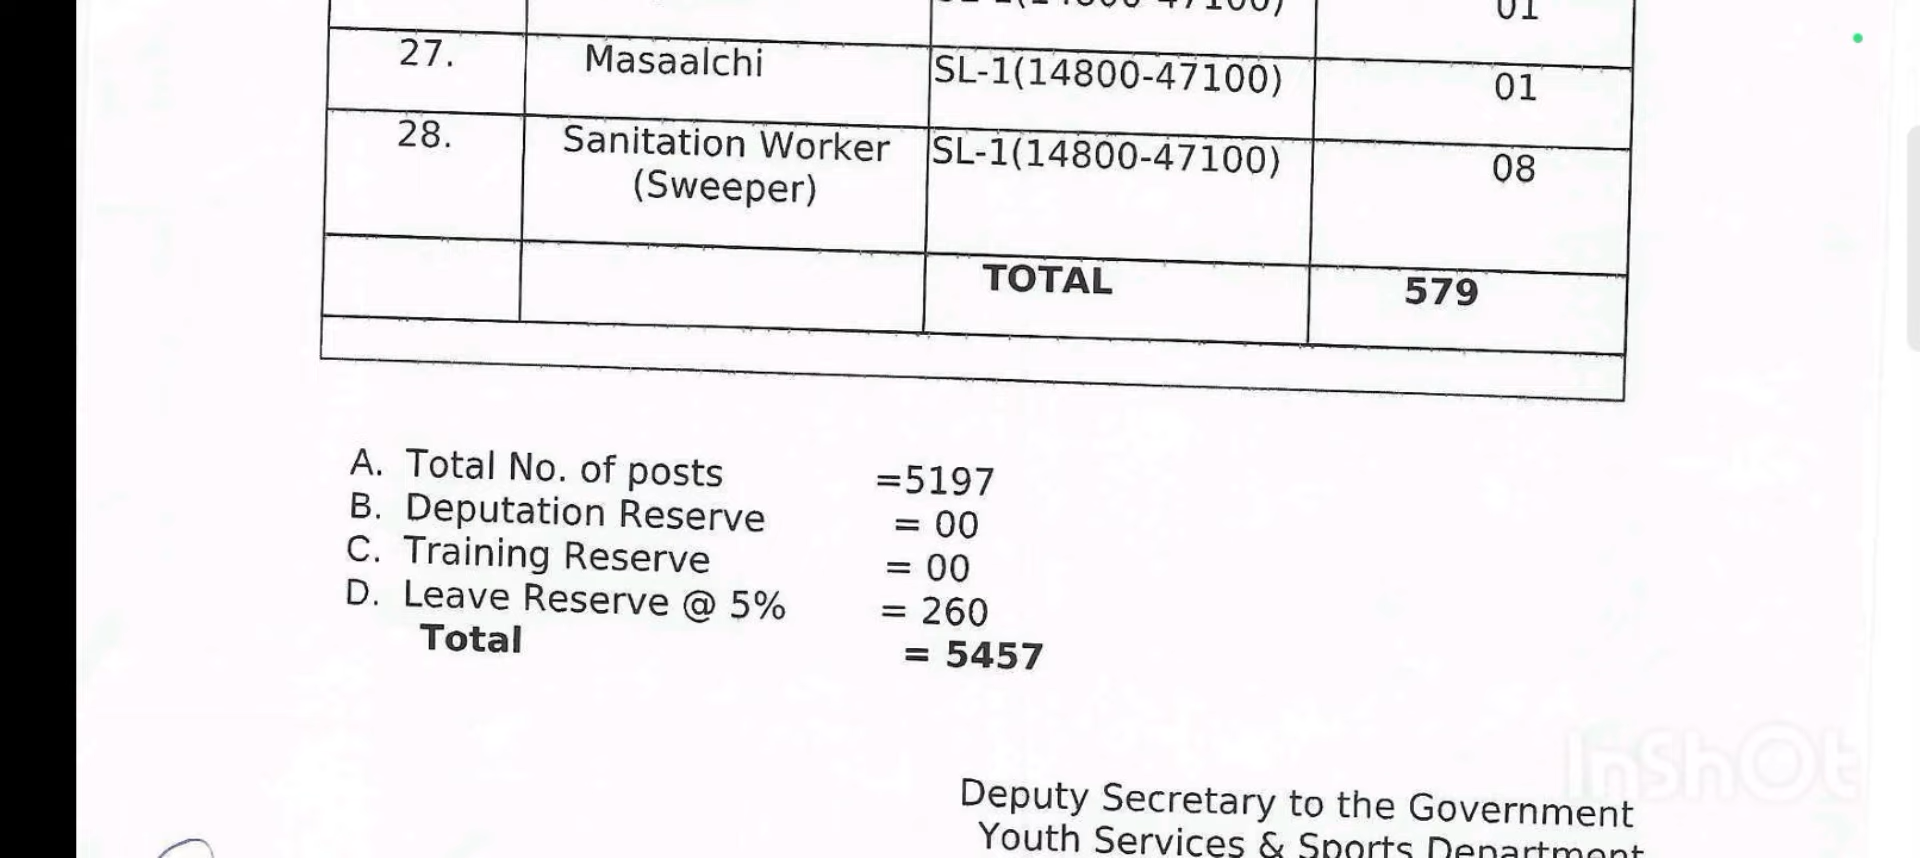 01
27. Masaalchi SL-1(14800-47100) 01
28. Sanitation Worker SL-1(14800-47100) 08
(Sweeper)
TOTAL 579
A. Total No. of posts =5197
B. Deputation Reserve = 00
C. Training Reserve = 00
D. Leave Reserve @ 5% = 260
Total = 5457
InShOt
Deputy Secretary to the Government
Youth Services & Sports Department